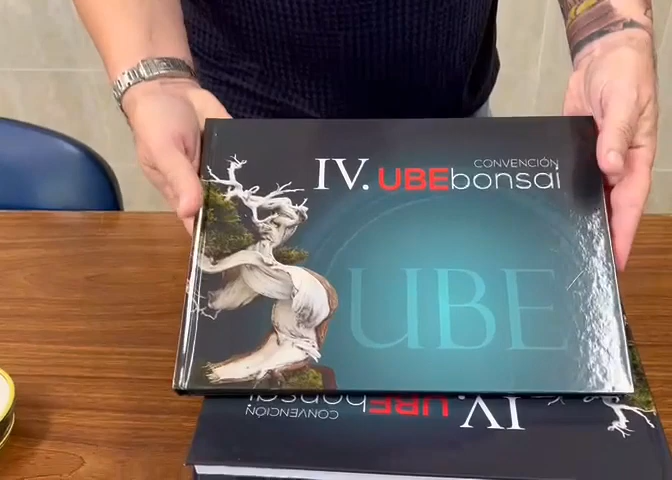 CONVENCIÓN
IV. UBEbonsai
UBE
IV. UBEbonsai
CONVENCIÓN